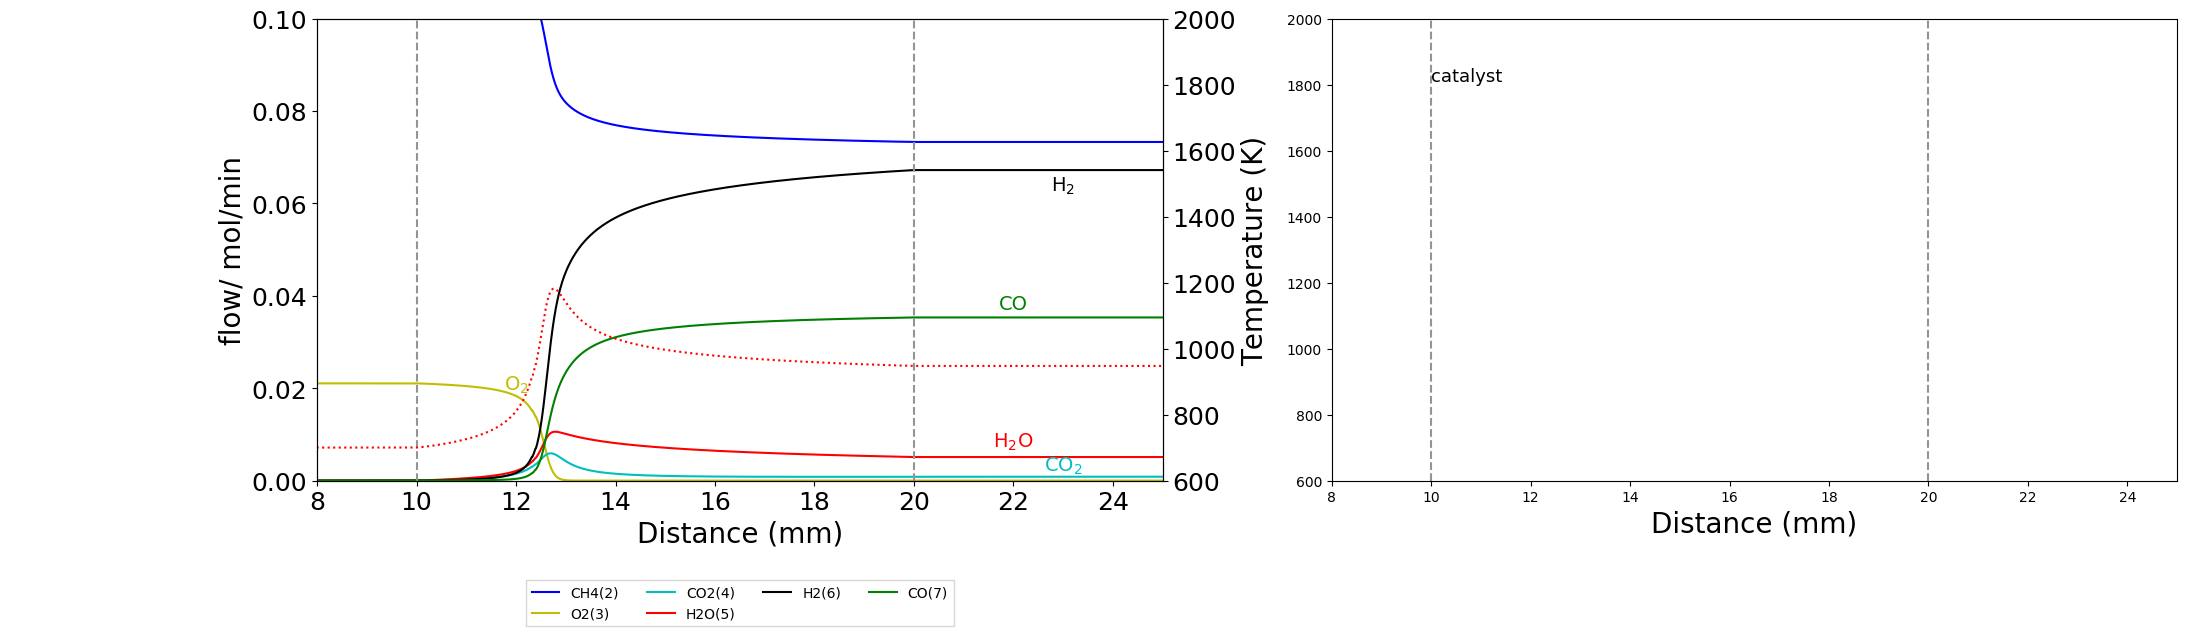 0.10
0.08
0.06
0.04
0.02
0.00
flow/ mol/min
8 10 12 14 16 18 20 22 24
Distance (mm)
2000
1800
1600
1400
1200
1000
800
600
Temperature (K)
H2
CO
O2
H2O
CO2
CH4(2) CO2(4) H2(6) CO(7)
O2(3) H2O(5)
2000
1800
1600
1400
1200
1000
800
600
catalyst
8 10 12 14 16 18 20 22 24
Distance (mm)